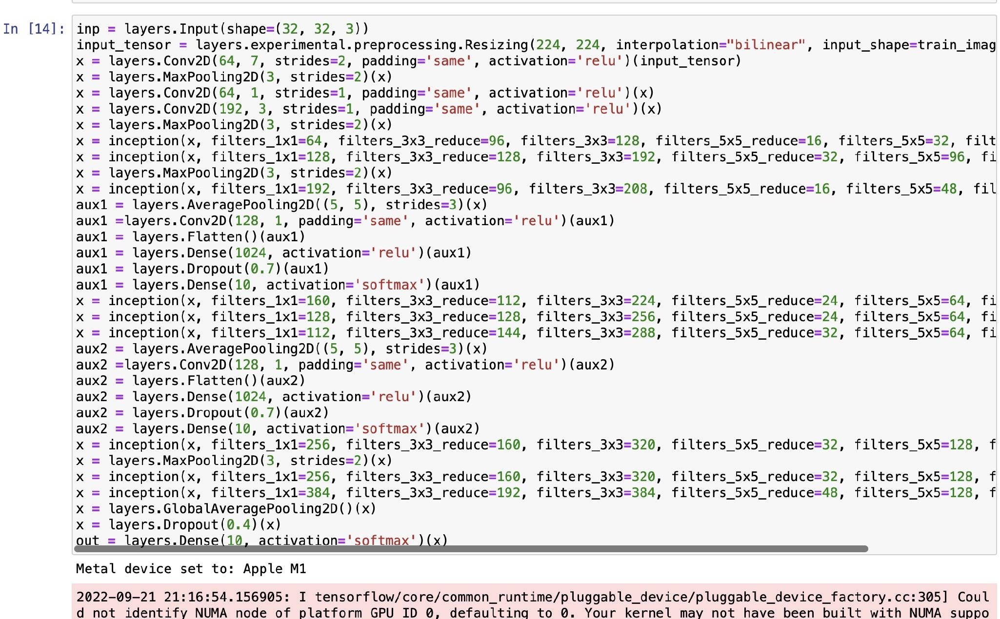 In [14]:
inp = layers.Input(shape=(32, 32, 3))
input_tensor = layers.experimental.preprocessing.Resizing(224, 224, interpolation="bilinear", input_shape=train_imag
x = layers.Conv2D(64, 7, strides=2, padding='same', activation='relu')(input_tensor)
x = layers.MaxPooling2D(3, strides=2)(x)
x = layers.Conv2D(64, 1, strides=1, padding='same', activation='relu')(x)
x = layers.Conv2D(192, 3, strides=1, padding='same', activation='relu')(x)
x = layers.MaxPooling2D(3, strides=2)(x)
x = inception(x, filters_1x1=64, filters_3x3_reduce=96, filters_3x3=128, filters_5x5_reduce=16, filters_5x5=32, filt
x = inception(x, filters_1x1=128, filters_3x3_reduce=128, filters_3x3=192, filters_5x5_reduce=32, filters_5x5=96, fi
x = layers.MaxPooling2D(3, strides=2)(x)
x = inception(x, filters_1x1=192, filters_3x3_reduce=96, filters_3x3=208, filters_5x5_reduce=16, filters_5x5=48, fil
aux1 = layers.AveragePooling2D((5, 5), strides=3)(x)
aux1 =layers.Conv2D(128, 1, padding='same', activation='relu')(aux1)
aux1 = layers.Flatten()(aux1)
aux1 = layers.Dense(1024, activation='relu')(aux1)
aux1 = layers.Dropout(0.7)(aux1)
aux1 = layers.Dense(10, activation='softmax')(aux1)
x = inception(x, filters_1x1=160, filters_3x3_reduce=112, filters_3x3=224, filters_5x5_reduce=24, filters_5x5=64, fi
x = inception(x, filters_1x1=128, filters_3x3_reduce=128, filters_3x3=256, filters_5x5_reduce=24, filters_5x5=64, fi
x = inception(x, filters_1x1=112, filters_3x3_reduce=144, filters_3x3=288, filters_5x5_reduce=32, filters_5x5=64, fi
aux2 = layers.AveragePooling2D((5, 5), strides=3)(x)
aux2 =layers.Conv2D(128, 1, padding='same', activation='relu')(aux2)
aux2 = layers.Flatten()(aux2)
aux2 = layers.Dense(1024, activation='relu')(aux2)
aux2 = layers.Dropout(0.7)(aux2)
aux2 = layers.Dense(10, activation='softmax')(aux2)
x = inception(x, filters_1x1=256, filters_3x3_reduce=160, filters_3x3=320, filters_5x5_reduce=32, filters_5x5=128, f
x = layers.MaxPooling2D(3, strides=2)(x)
x = inception(x, filters_1x1=256, filters_3x3_reduce=160, filters_3x3=320, filters_5x5_reduce=32, filters_5x5=128, f
x = inception(x, filters_1x1=384, filters_3x3_reduce=192, filters_3x3=384, filters_5x5_reduce=48, filters_5x5=128, f
x = layers.GlobalAveragePooling2D()(x)
x = layers.Dropout(0.4)(x)
out = layers.Dense(10, activation='softmax')(x)
Metal device set to: Apple M1
2022-09-21 21:16:54.156905: I tensorflow/core/common_runtime/pluggable_device/pluggable_device_factory.cc:305] Coul
d not identify NUMA node of platform GPU ID 0, defaulting to 0. Your kernel may not have been built with NUMA suppo